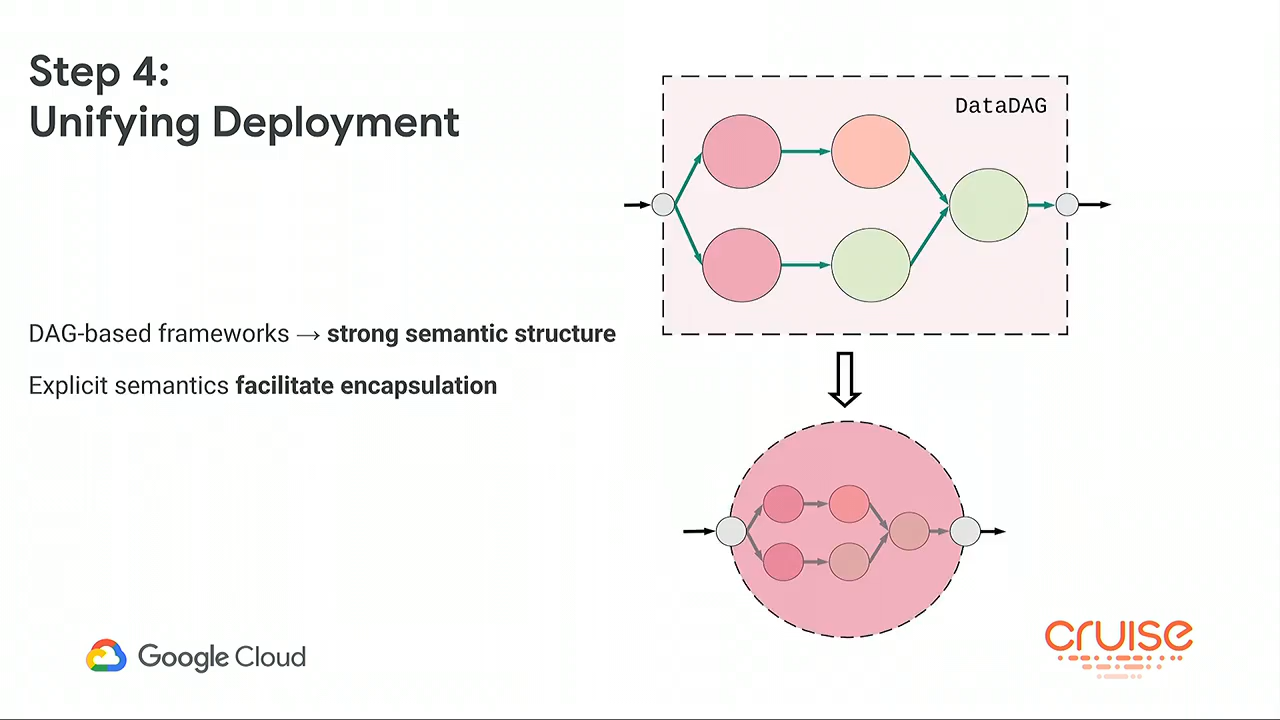 Step 4:
Unifying Deployment
DataDAG
DAG-based frameworks → strong semantic structure
Explicit semantics facilitate encapsulation
Google Cloud
cruise